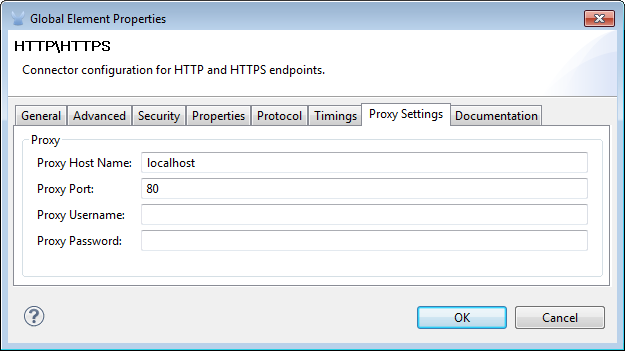 Global Element Properties
HTTP\HTTPS
Connector configuration for HTTP and HTTPS endpoints.
General Advanced Security Properties Protocol Timings Proxy Settings Documentation
Proxy
Proxy Host Name: localhost
Proxy Port: 80
Proxy Username:
Proxy Password:
? OK Cancel